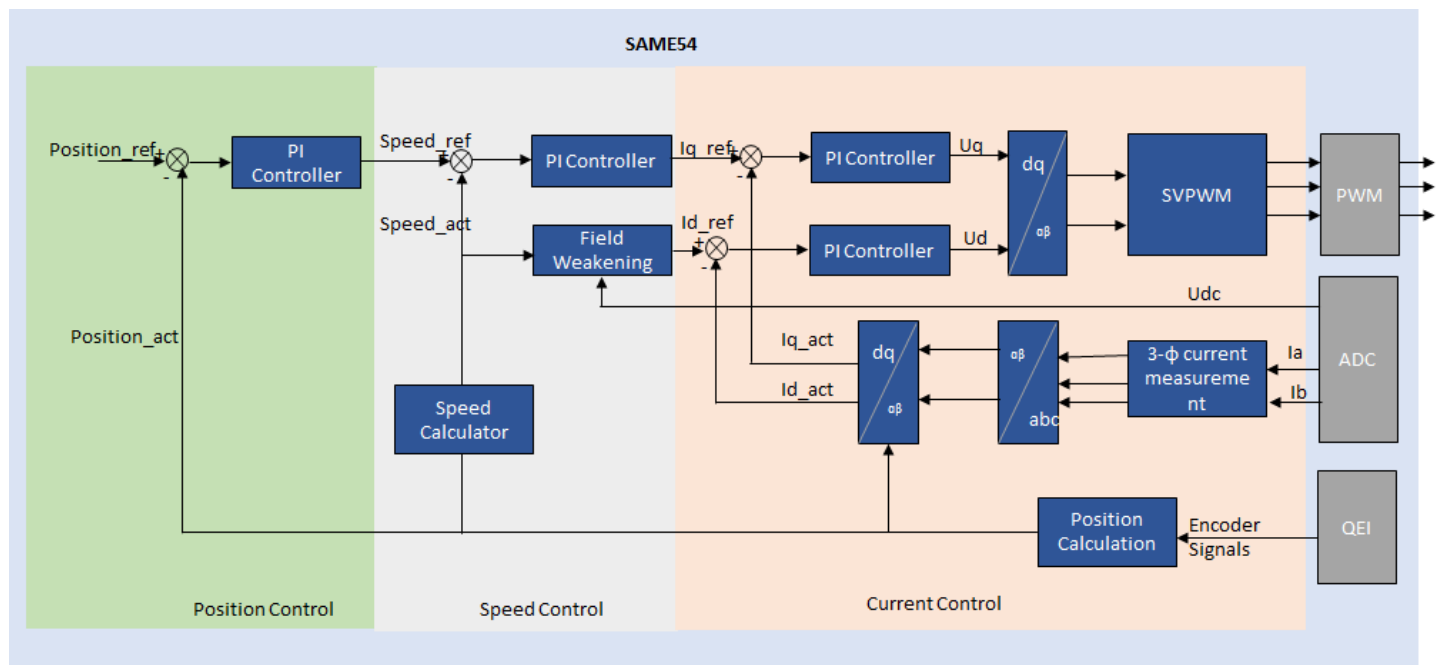 SAME54
Position_ref
+
-
PI
Controller
Speed_ref
+
-
PI Controller
Iq_ref
+
-
PI Controller
Uq
dq
αβ
SVPWM
PWM
Speed_act
Field
Weakening
Id_ref
+
-
PI Controller
Ud
Udc
Position_act
Iq_act
Id_act
dq
αβ
αβ
abc
3-ф current
measureme
nt
Ia
Ib
ADC
Speed
Calculator
Position
Calculation
Encoder
Signals
QEI
Position Control
Speed Control
Current Control